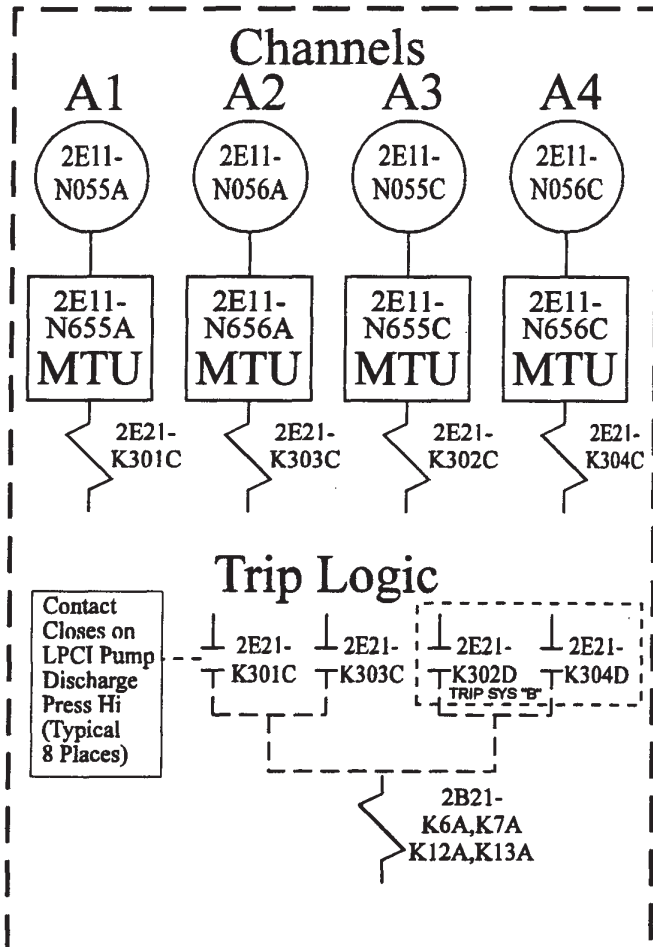 Channels
A1
A2
A3
A4
2E11-
N055A
2E11-
N056A
2E11-
N055C
2E11-
N056C
2E11-
N655A
MTU
2E11-
N656A
MTU
2E11-
N655C
MTU
2E11-
N656C
MTU
2E21-
K301C
2E21-
K303C
2E21-
K302C
2E21-
K304C
Trip Logic
Contact
Closes on
LPCI Pump
Discharge
Press Hi
(Typical
8 Places)
2E21-
K301C
2E21-
K303C
2E21-
K302D
2E21-
K304D
TRIP SYS "B"
2B21-
K6A,K7A
K12A,K13A